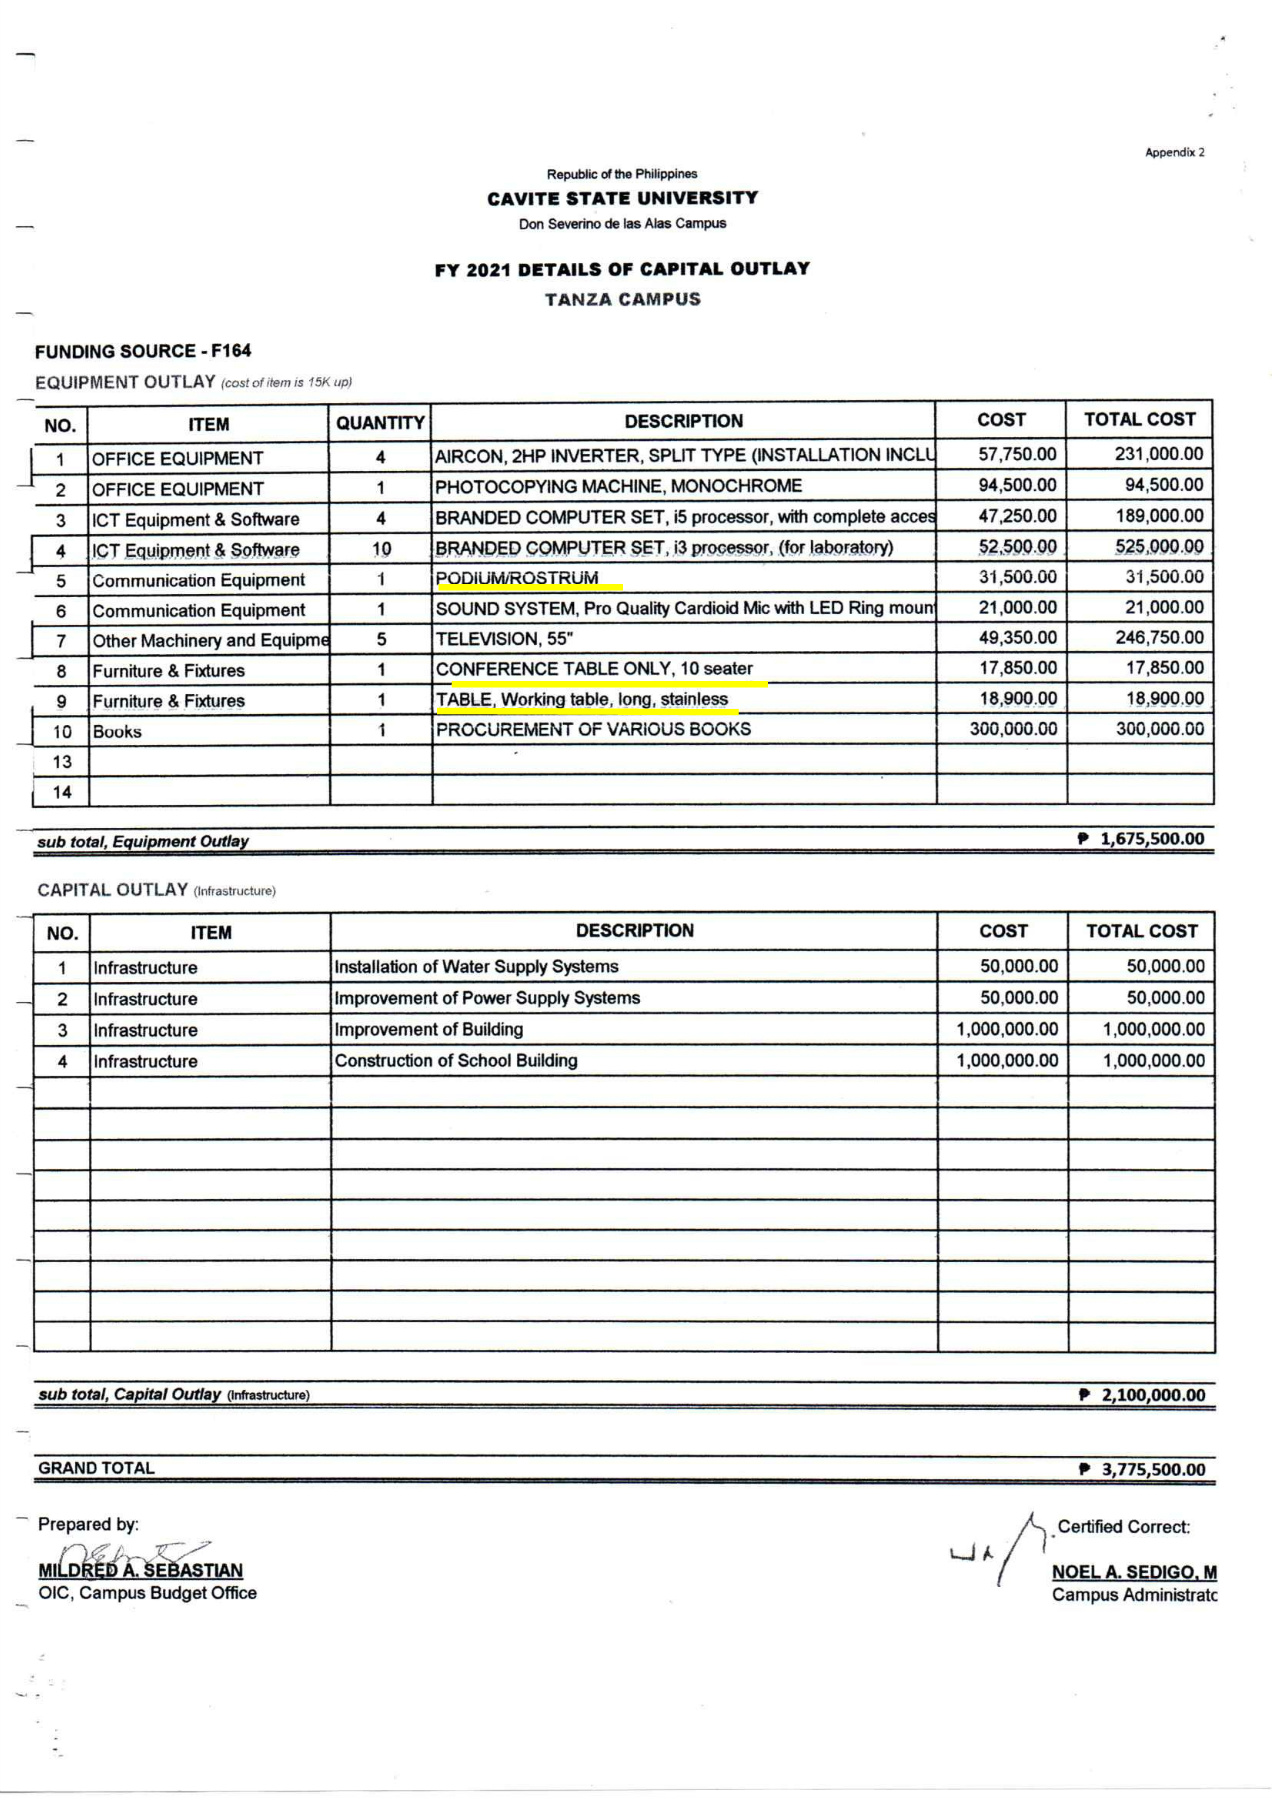 Appendix 2
Republic of the Philippines
CAVITE STATE UNIVERSITY
Don Severino de las Alas Campus
FY 2021 DETAILS OF CAPITAL OUTLAY
TANZA CAMPUS
FUNDING SOURCE - F164
EQUIPMENT OUTLAY (cost of item is 15K up)
NO. ITEM QUANTITY DESCRIPTION COST TOTAL COST
1 OFFICE EQUIPMENT 4 AIRCON, 2HP INVERTER, SPLIT TYPE (INSTALLATION INCLU 57,750.00 231,000.00
2 OFFICE EQUIPMENT 1 PHOTOCOPYING MACHINE, MONOCHROME 94,500.00 94,500.00
3 ICT Equipment & Software 4 BRANDED COMPUTER SET, i5 processor, with complete acces 47,250.00 189,000.00
4 ICT Equipment & Software 10 BRANDED COMPUTER SET, i3 processor, (for laboratory) 52,500.00 525,000.00
5 Communication Equipment 1 PODIUM/ROSTRUM 31,500.00 31,500.00
6 Communication Equipment 1 SOUND SYSTEM, Pro Quality Cardioid Mic with LED Ring moun 21,000.00 21,000.00
7 Other Machinery and Equipme 5 TELEVISION, 55" 49,350.00 246,750.00
8 Furniture & Fixtures 1 CONFERENCE TABLE ONLY, 10 seater 17,850.00 17,850.00
9 Furniture & Fixtures 1 TABLE, Working table, long, stainless 18,900.00 18,900.00
10 Books 1 PROCUREMENT OF VARIOUS BOOKS 300,000.00 300,000.00
13
14
sub total, Equipment Outlay ₱ 1,675,500.00
CAPITAL OUTLAY (Infrastructure)
NO. ITEM DESCRIPTION COST TOTAL COST
1 Infrastructure Installation of Water Supply Systems 50,000.00 50,000.00
2 Infrastructure Improvement of Power Supply Systems 50,000.00 50,000.00
3 Infrastructure Improvement of Building 1,000,000.00 1,000,000.00
4 Infrastructure Construction of School Building 1,000,000.00 1,000,000.00
sub total, Capital Outlay (Infrastructure) ₱ 2,100,000.00
GRAND TOTAL ₱ 3,775,500.00
Prepared by: Certified Correct:
MILDRED A. SEBASTIAN NOEL A. SEDIGO, M
OIC, Campus Budget Office Campus Administratc